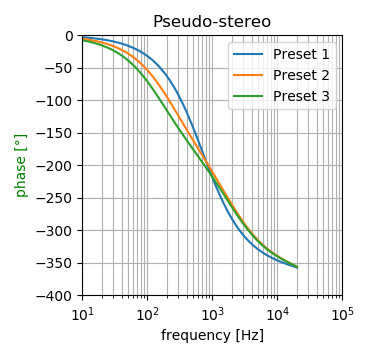 Pseudo-stereo
Preset 1
Preset 2
Preset 3
phase [°]
0
−50
−100
−150
−200
−250
−300
−350
−400
10¹ 10² 10³ 10⁴ 10⁵
frequency [Hz]